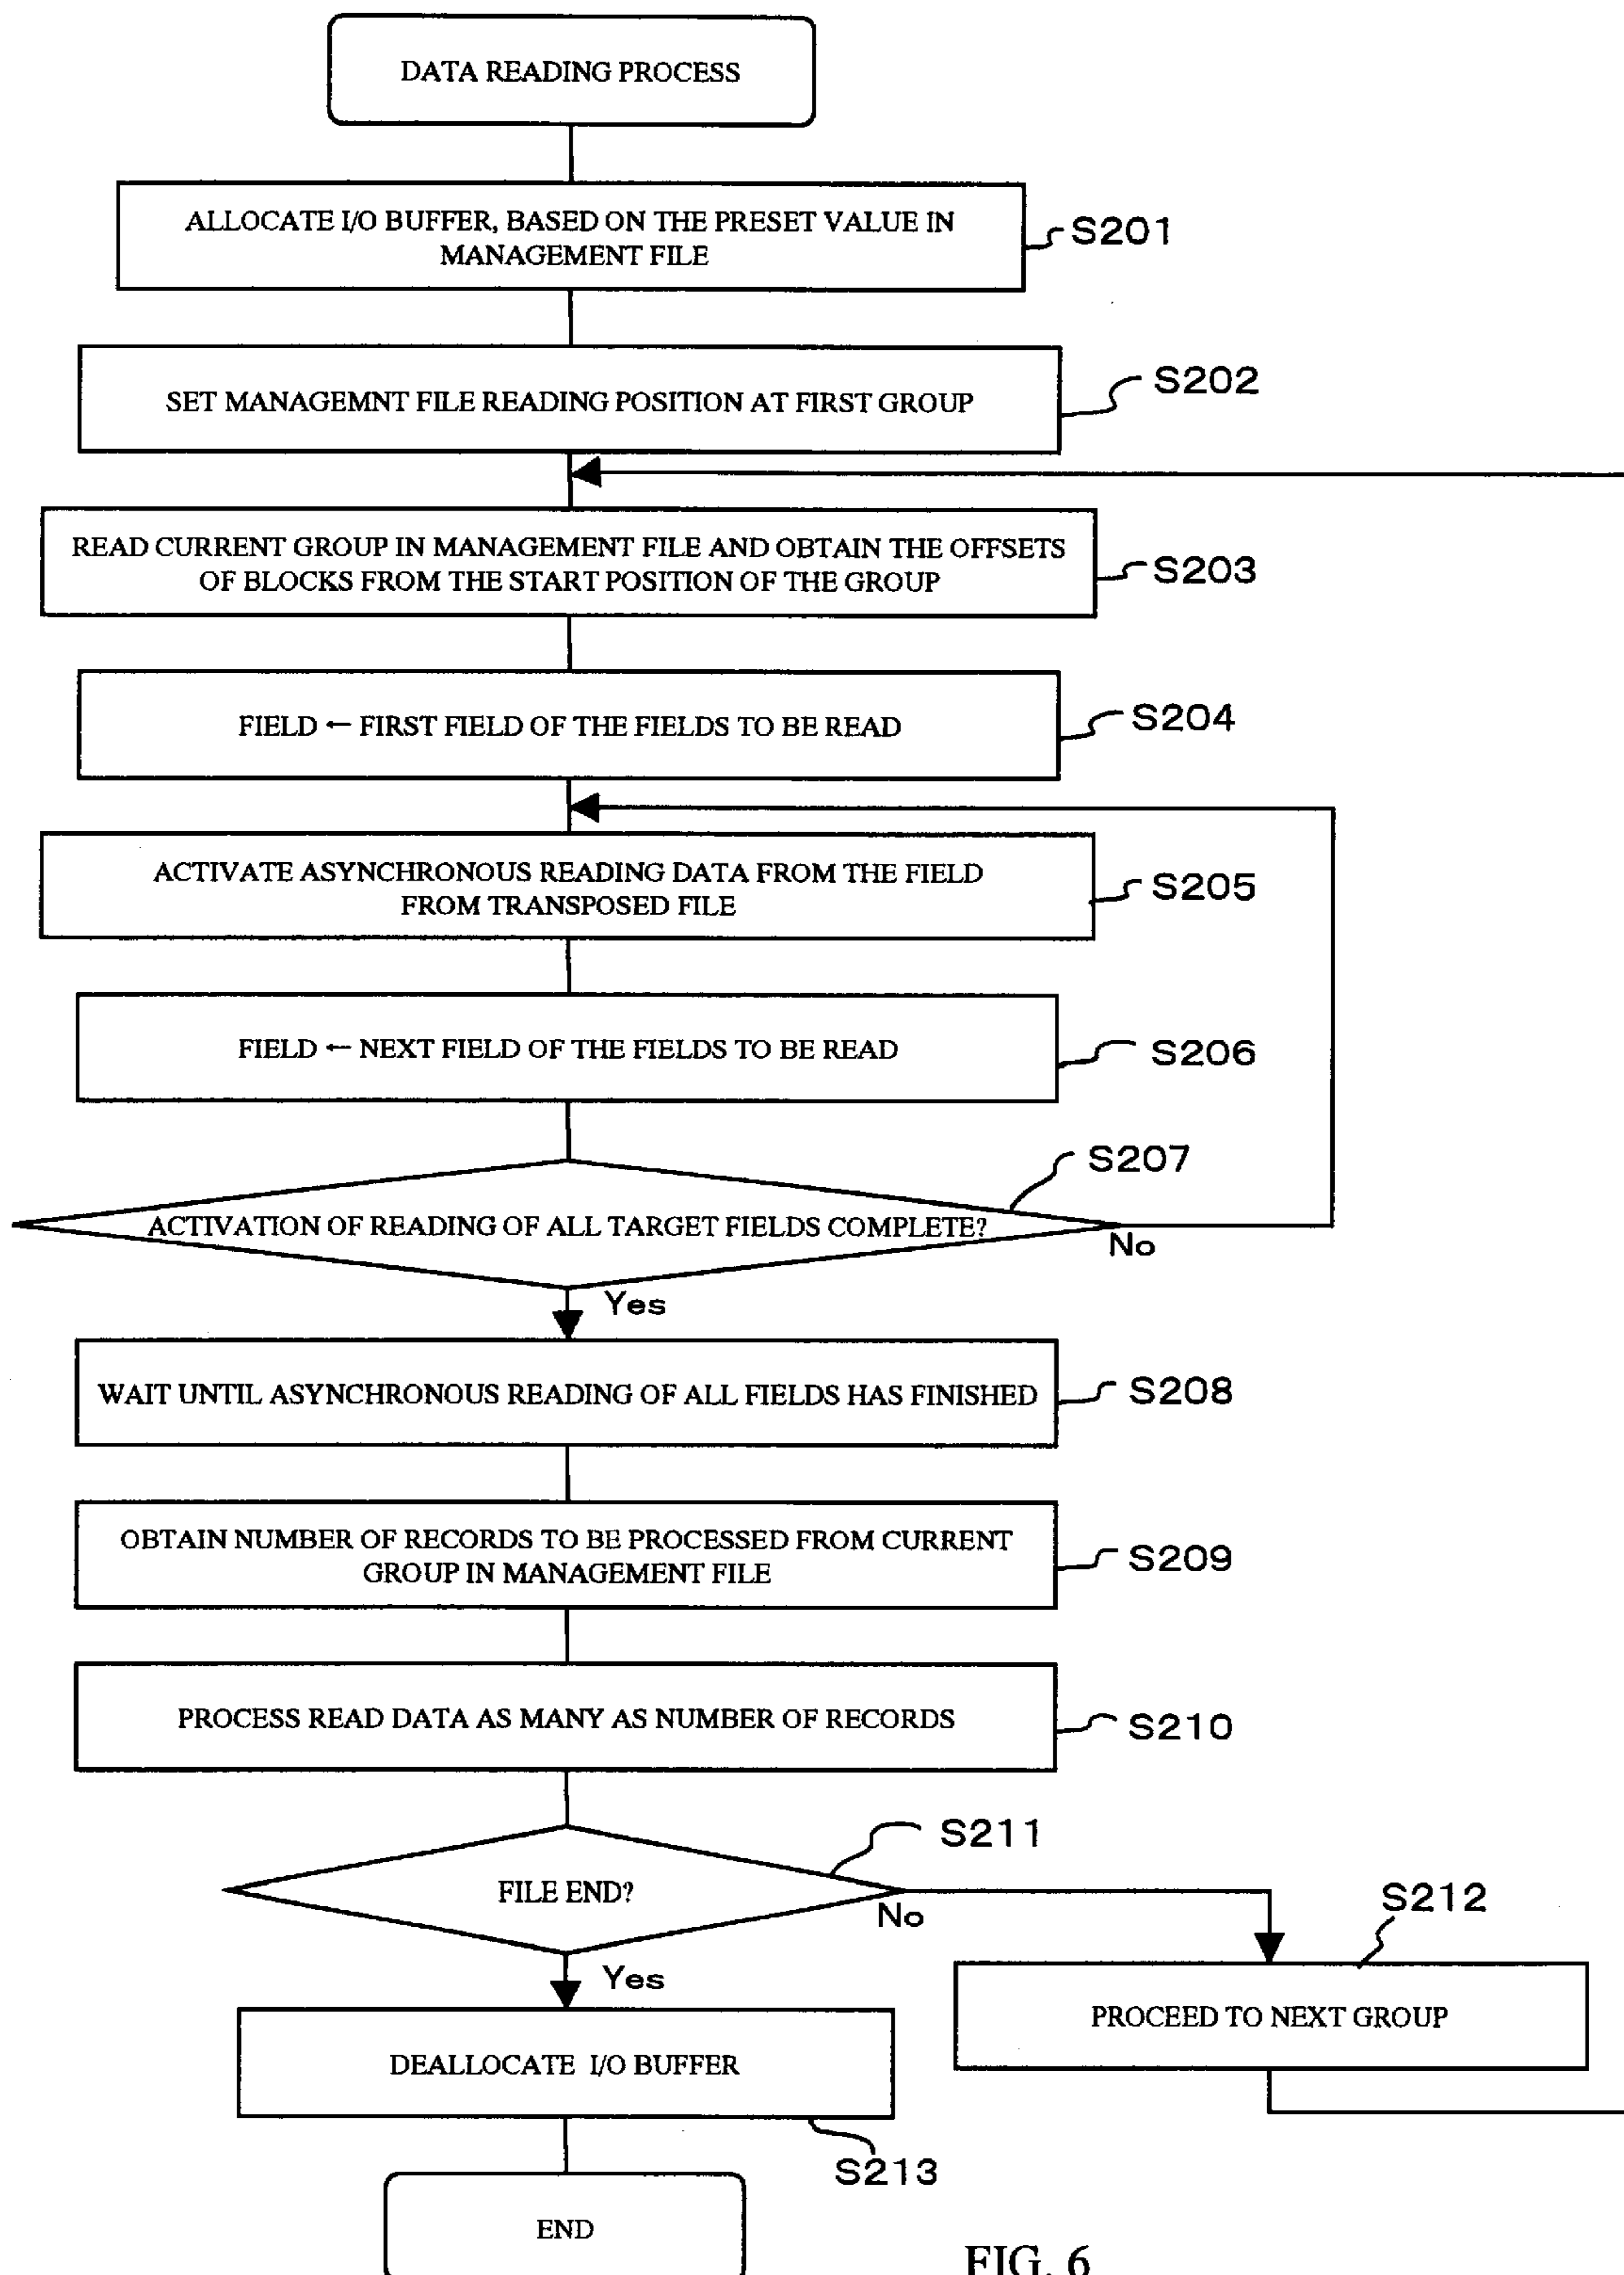 DATA READING PROCESS
ALLOCATE I/O BUFFER, BASED ON THE PRESET VALUE IN
MANAGEMENT FILE
S201
SET MANAGEMNT FILE READING POSITION AT FIRST GROUP
S202
READ CURRENT GROUP IN MANAGEMENT FILE AND OBTAIN THE OFFSETS
OF BLOCKS FROM THE START POSITION OF THE GROUP
S203
FIELD ← FIRST FIELD OF THE FIELDS TO BE READ
S204
ACTIVATE ASYNCHRONOUS READING DATA FROM THE FIELD
FROM TRANSPOSED FILE
S205
FIELD ← NEXT FIELD OF THE FIELDS TO BE READ
S206
S207
ACTIVATION OF READING OF ALL TARGET FIELDS COMPLETE?
No
Yes
WAIT UNTIL ASYNCHRONOUS READING OF ALL FIELDS HAS FINISHED
S208
OBTAIN NUMBER OF RECORDS TO BE PROCESSED FROM CURRENT
GROUP IN MANAGEMENT FILE
S209
PROCESS READ DATA AS MANY AS NUMBER OF RECORDS
S210
S211
FILE END?
No
S212
Yes
PROCEED TO NEXT GROUP
DEALLOCATE I/O BUFFER
S213
END
FIG. 6